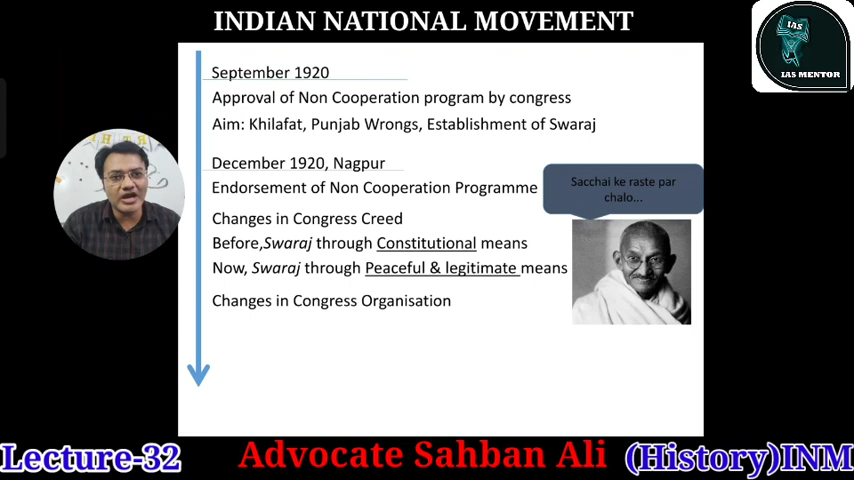 INDIAN NATIONAL MOVEMENT
IAS
IAS MENTOR
September 1920
Approval of Non Cooperation program by congress
Aim: Khilafat, Punjab Wrongs, Establishment of Swaraj
December 1920, Nagpur
Endorsement of Non Cooperation Programme
Sacchai ke raste par
chalo...
Changes in Congress Creed
Before,Swaraj through Constitutional means
Now, Swaraj through Peaceful & legitimate means
Changes in Congress Organisation
Lecture-32
Advocate Sahban Ali
(History)INM